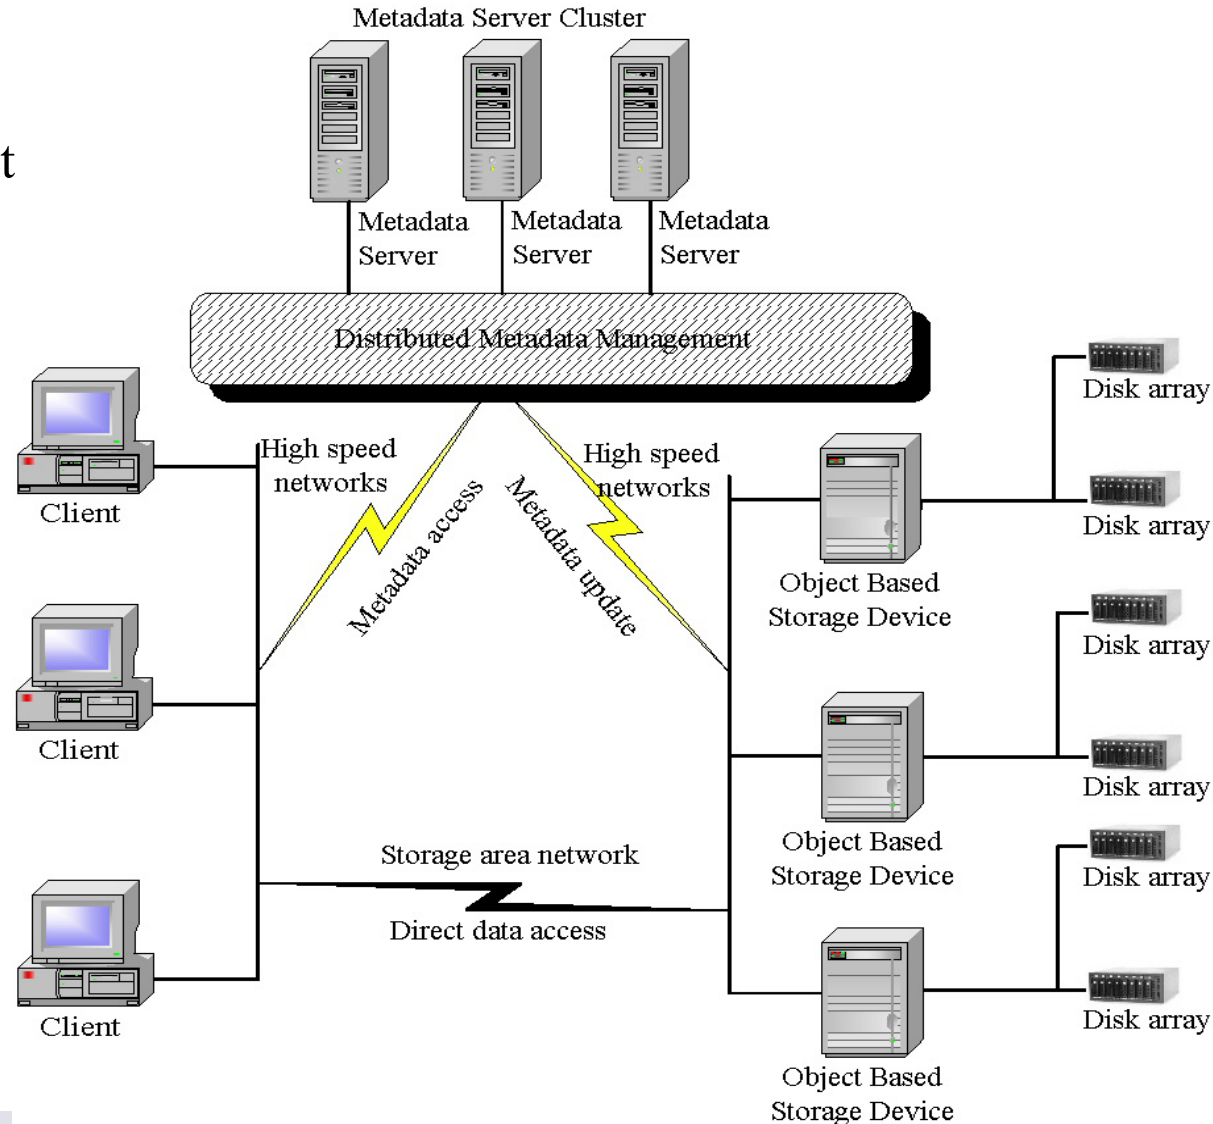 Metadata Server Cluster
t
Metadata
Server
Metadata
Server
Metadata
Server
Distributed Metadata Management
High speed
networks
Metadata access
High speed
networks
Metadata update
Client
Client
Client
Storage area network
Direct data access
Object Based
Storage Device
Object Based
Storage Device
Object Based
Storage Device
Disk array
Disk array
Disk array
Disk array
Disk array
Disk array